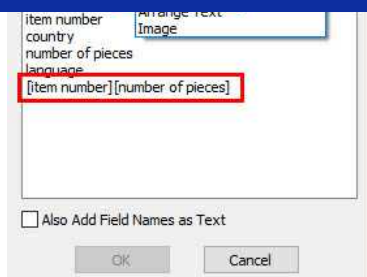 Arrange Text
item number
Image
country
number of pieces
language
[item number][number of pieces]
Also Add Field Names as Text
OK
Cancel